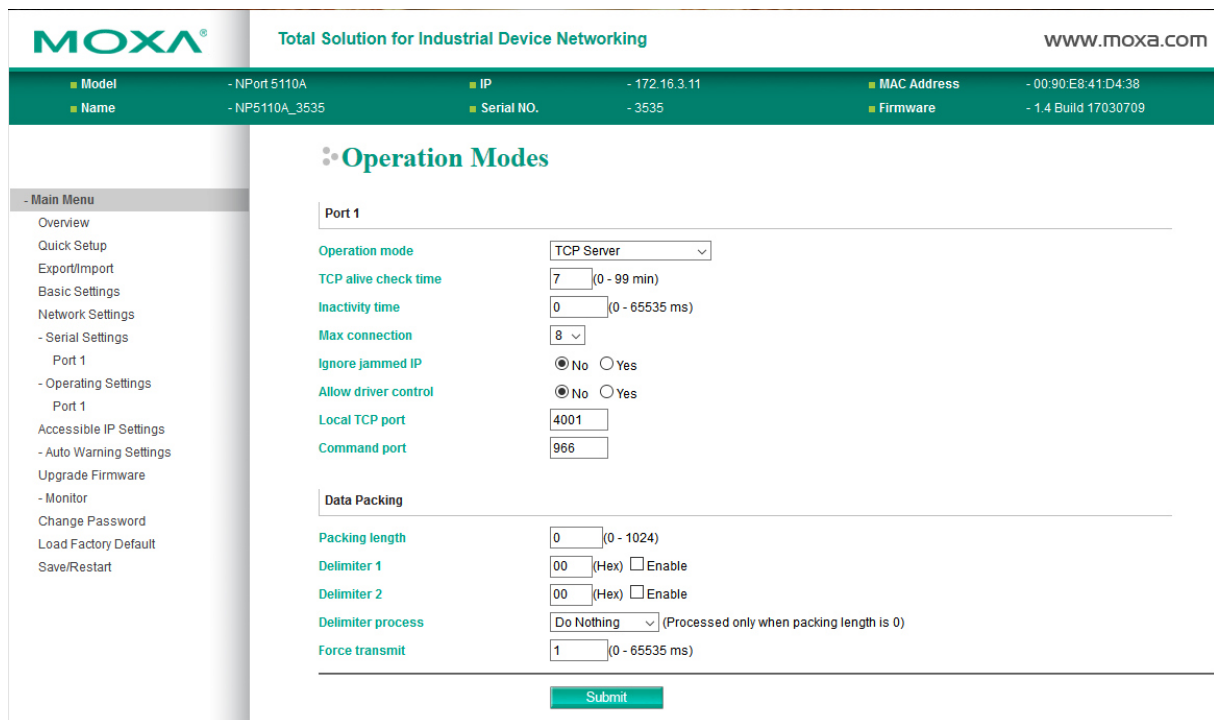 MOXA®
Total Solution for Industrial Device Networking
www.moxa.com
Model - NPort 5110A IP - 172.16.3.11 MAC Address - 00:90:E8:41:D4:38
Name - NP5110A_3535 Serial NO. - 3535 Firmware - 1.4 Build 17030709
- Main Menu
Overview
Quick Setup
Export/Import
Basic Settings
Network Settings
- Serial Settings
Port 1
- Operating Settings
Port 1
Accessible IP Settings
- Auto Warning Settings
Upgrade Firmware
- Monitor
Change Password
Load Factory Default
Save/Restart
Operation Modes
Port 1
Operation mode TCP Server
TCP alive check time 7 (0 - 99 min)
Inactivity time 0 (0 - 65535 ms)
Max connection 8
Ignore jammed IP No Yes
Allow driver control No Yes
Local TCP port 4001
Command port 966
Data Packing
Packing length 0 (0 - 1024)
Delimiter 1 00 (Hex) Enable
Delimiter 2 00 (Hex) Enable
Delimiter process Do Nothing (Processed only when packing length is 0)
Force transmit 1 (0 - 65535 ms)
Submit